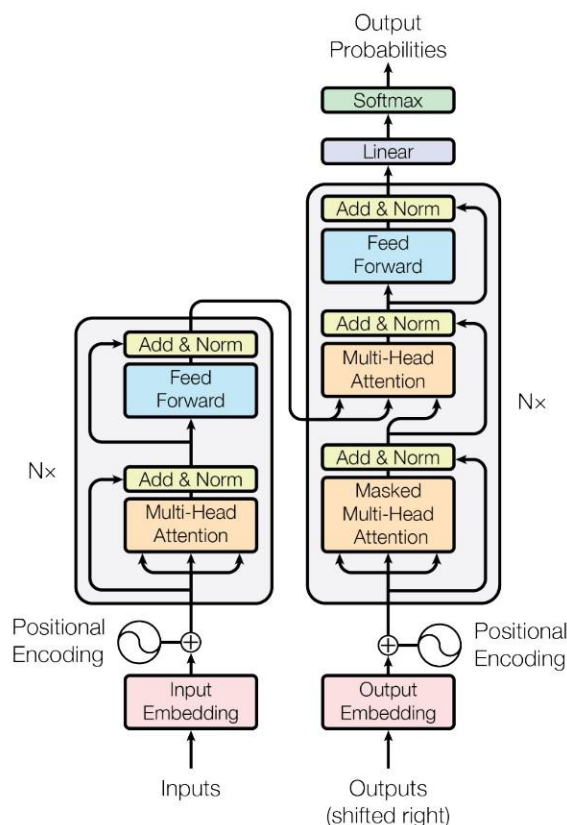 Output
Probabilities
Softmax
Linear
Add & Norm
Feed
Forward
Add & Norm
Multi-Head
Attention
Add & Norm
Masked
Multi-Head
Attention
Nx
Add & Norm
Feed
Forward
Add & Norm
Multi-Head
Attention
Nx
Positional
Encoding
Positional
Encoding
Input
Embedding
Output
Embedding
Inputs
Outputs
(shifted right)